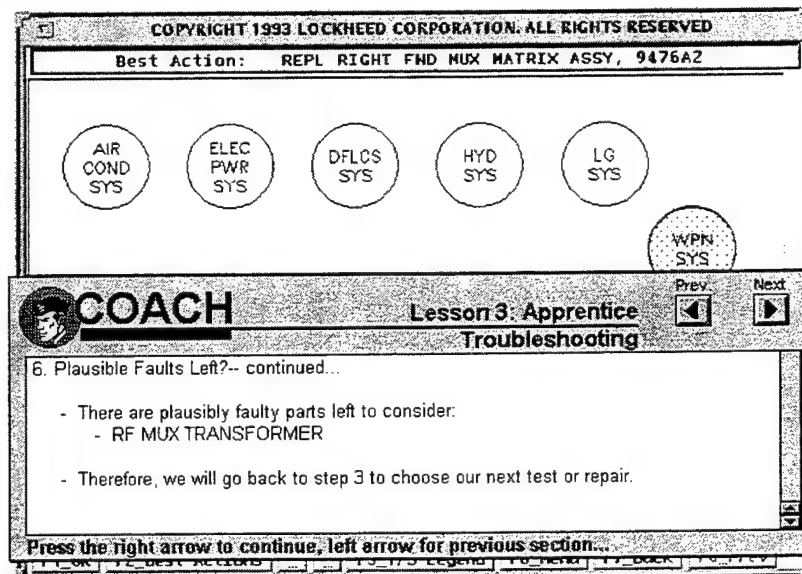 COPYRIGHT 1993 LOCKHEED CORPORATION. ALL RIGHTS RESERVED
Best Action: REPL RIGHT FWD MUX MATRIX ASSY, 9476A2
AIR COND SYS
ELEC PWR SYS
DFLCS SYS
HYD SYS
LG SYS
WPN SYS
COACH
Lesson 3: Apprentice
Troubleshooting
Prev
Next
6. Plausible Faults Left?-- continued...
- There are plausibly faulty parts left to consider:
- RF MUX TRANSFORMER
- Therefore, we will go back to step 3 to choose our next test or repair.
Press the right arrow to continue, left arrow for previous section...